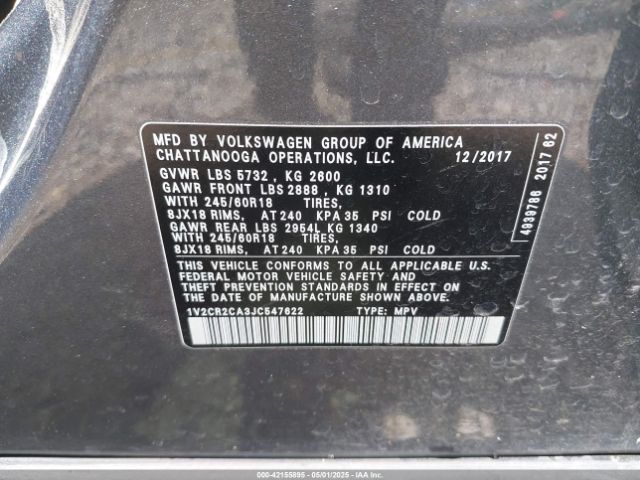 MFD BY VOLKSWAGEN GROUP OF AMERICA
CHATTANOOGA OPERATIONS, LLC. 12/2017
GVWR LBS 5732 , KG 2600
GAWR FRONT LBS 2888 , KG 1310
WITH 245/60R18 TIRES,
8JX18 RIMS, AT 240 KPA 35 PSI COLD
GAWR REAR LBS 2954L KG 1340
WITH 245/60R18 TIRES,
8JX18 RIMS, AT 240 KPA 35 PSI COLD
THIS VEHICLE CONFORMS TO ALL APPLICABLE U.S.
FEDERAL MOTOR VEHICLE SAFETY AND
THEFT PREVENTION STANDARDS IN EFFECT ON
THE DATE OF MANUFACTURE SHOWN ABOVE.
1V2CR2CA3JC547622 TYPE: MPV
4939786 2017 62
000-42155895 - 05/01/2025 - IAAI.COM